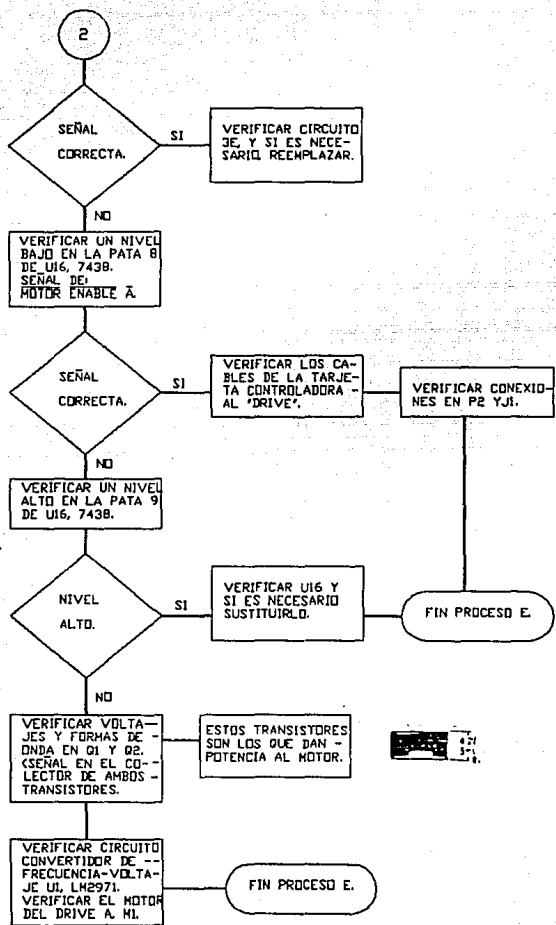 2
SEÑAL
CORRECTA.
SI
VERIFICAR CIRCUITO
3E, Y SI ES NECE-
SARIO, REEMPLAZAR.
NO
VERIFICAR UN NIVEL
BAJO EN LA PATA 8
DE U16, 7438.
SEÑAL DE:
MOTOR ENABLE A.
SEÑAL
CORRECTA.
SI
VERIFICAR LOS CA-
BLES DE LA TARJE-
TA CONTROLADORA -
AL "DRIVE".
VERIFICAR CONEXIO-
NES EN P2 YJ1.
NO
VERIFICAR UN NIVEL
ALTO EN LA PATA 9
DE U16, 7438.
NIVEL
ALTO.
SI
VERIFICAR U16 Y
SI ES NECESARIO
SUSTITUIRLO.
FIN PROCESO E.
NO
VERIFICAR VOLTA-
JES Y FORMAS DE -
ONDA EN Q1 Y Q2.
(SEÑAL EN EL CO-
LECTOR DE AMBOS -
TRANSISTORES.
ESTOS TRANSISTORES
SON LOS QUE DAN -
POTENCIA AL MOTOR.
VERIFICAR CIRCUITO
CONVERTIDOR DE --
FRECUENCIA-VOLTA-
JE U1, LM2971.
VERIFICAR EL MOTOR
DEL DRIVE A, M1.
FIN PROCESO E.